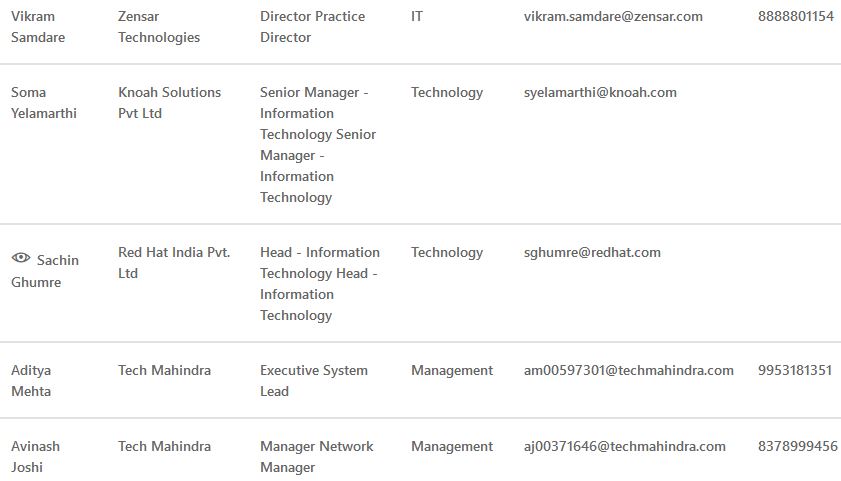 Vikram Samdare	Zensar Technologies	Director Practice Director	IT	vikram.samdare@zensar.com	8888801154
Soma Yelamarthi	Knoah Solutions Pvt Ltd	Senior Manager - Information Technology Senior Manager - Information Technology	Technology	syelamarthi@knoah.com
Sachin Ghumre	Red Hat India Pvt. Ltd	Head - Information Technology Head - Information Technology	Technology	sghumre@redhat.com
Aditya Mehta	Tech Mahindra	Executive System Lead	Management	am00597301@techmahindra.com	9953181351
Avinash Joshi	Tech Mahindra	Manager Network Manager	Management	aj00371646@techmahindra.com	8378999456